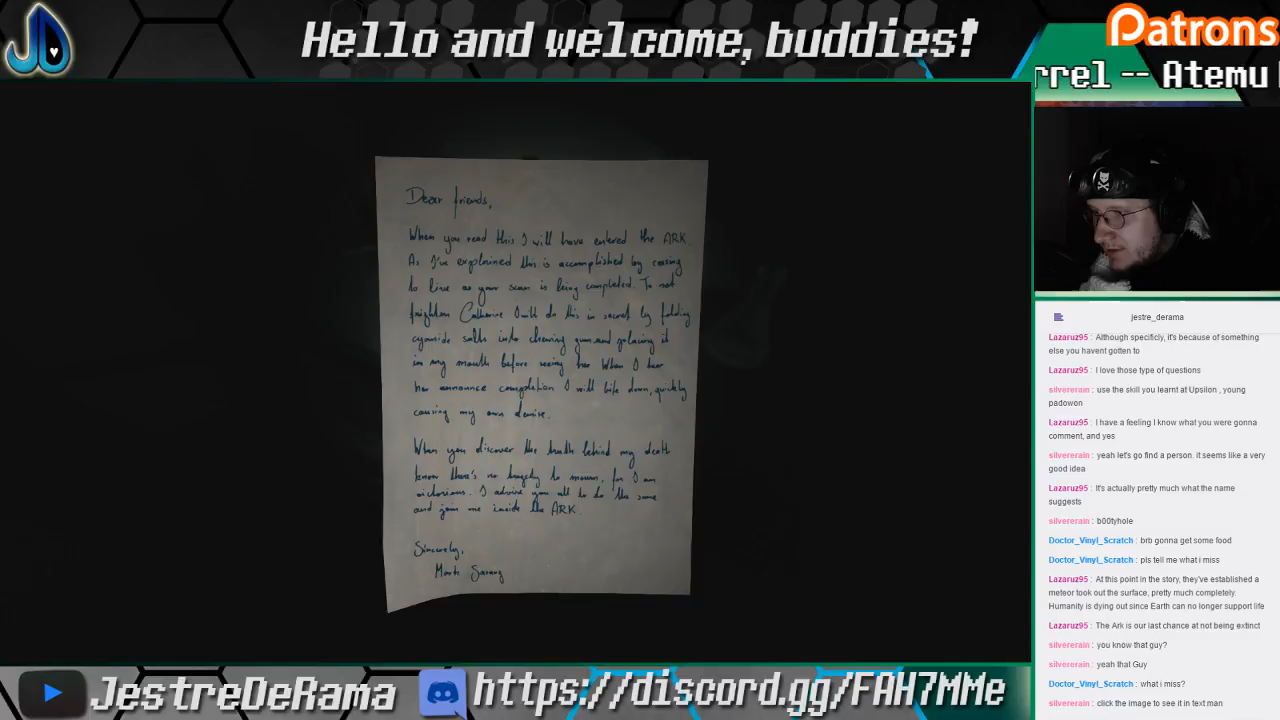 Hello and welcome, buddies!
Patrons
rrel -- Atemu
Dear friends,
When you read this I will have entered the ARK.
As I've explained this is accomplished by ceasing
to live as your scan is being completed. To not
frighten Catherine I will do this in secret by folding
cyanide salts into chewing gum and placing it
in my mouth before seeing her. When I hear
her announce completion I will bite down, quickly
causing my own demise.
When you discover the truth behind my death
know there's no tragedy to mourn, for I am
victorious. I advise you all to do the same
and join me inside the ARK.
Sincerely,
Mark Sarang
jestre_derama
Lazaruz95 : Although specificly, it's because of something
else you havent gotten to
Lazaruz95 : I love those type of questions
silvererain : use the skill you learnt at Upsilon , young
padowon
Lazaruz95 : I have a feeling I know what you were gonna
comment, and yes
silvererain : yeah let's go find a person. it seems like a very
good idea
Lazaruz95 : It's actually pretty much what the name
suggests
silvererain : b00tyhole
Doctor_Vinyl_Scratch : brb gonna get some food
Doctor_Vinyl_Scratch : pls tell me what i miss
Lazaruz95 : At this point in the story, they've established a
meteor took out the surface, pretty much completely.
Humanity is dying out since Earth can no longer support life
Lazaruz95 : The Ark is our last chance at not being extinct
silvererain : you know that guy?
silvererain : yeah that Guy
Doctor_Vinyl_Scratch : what i miss?
silvererain : click the image to see it in text man
JestreDeRama
https://discord.gg/FAH7MMe